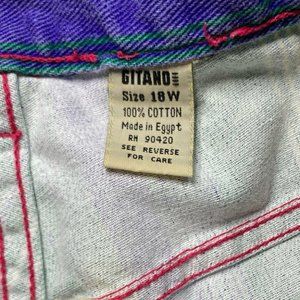 GITANO
Size 18W
100% COTTON
Made in Egypt
RN 90420
SEE REVERSE
FOR CARE